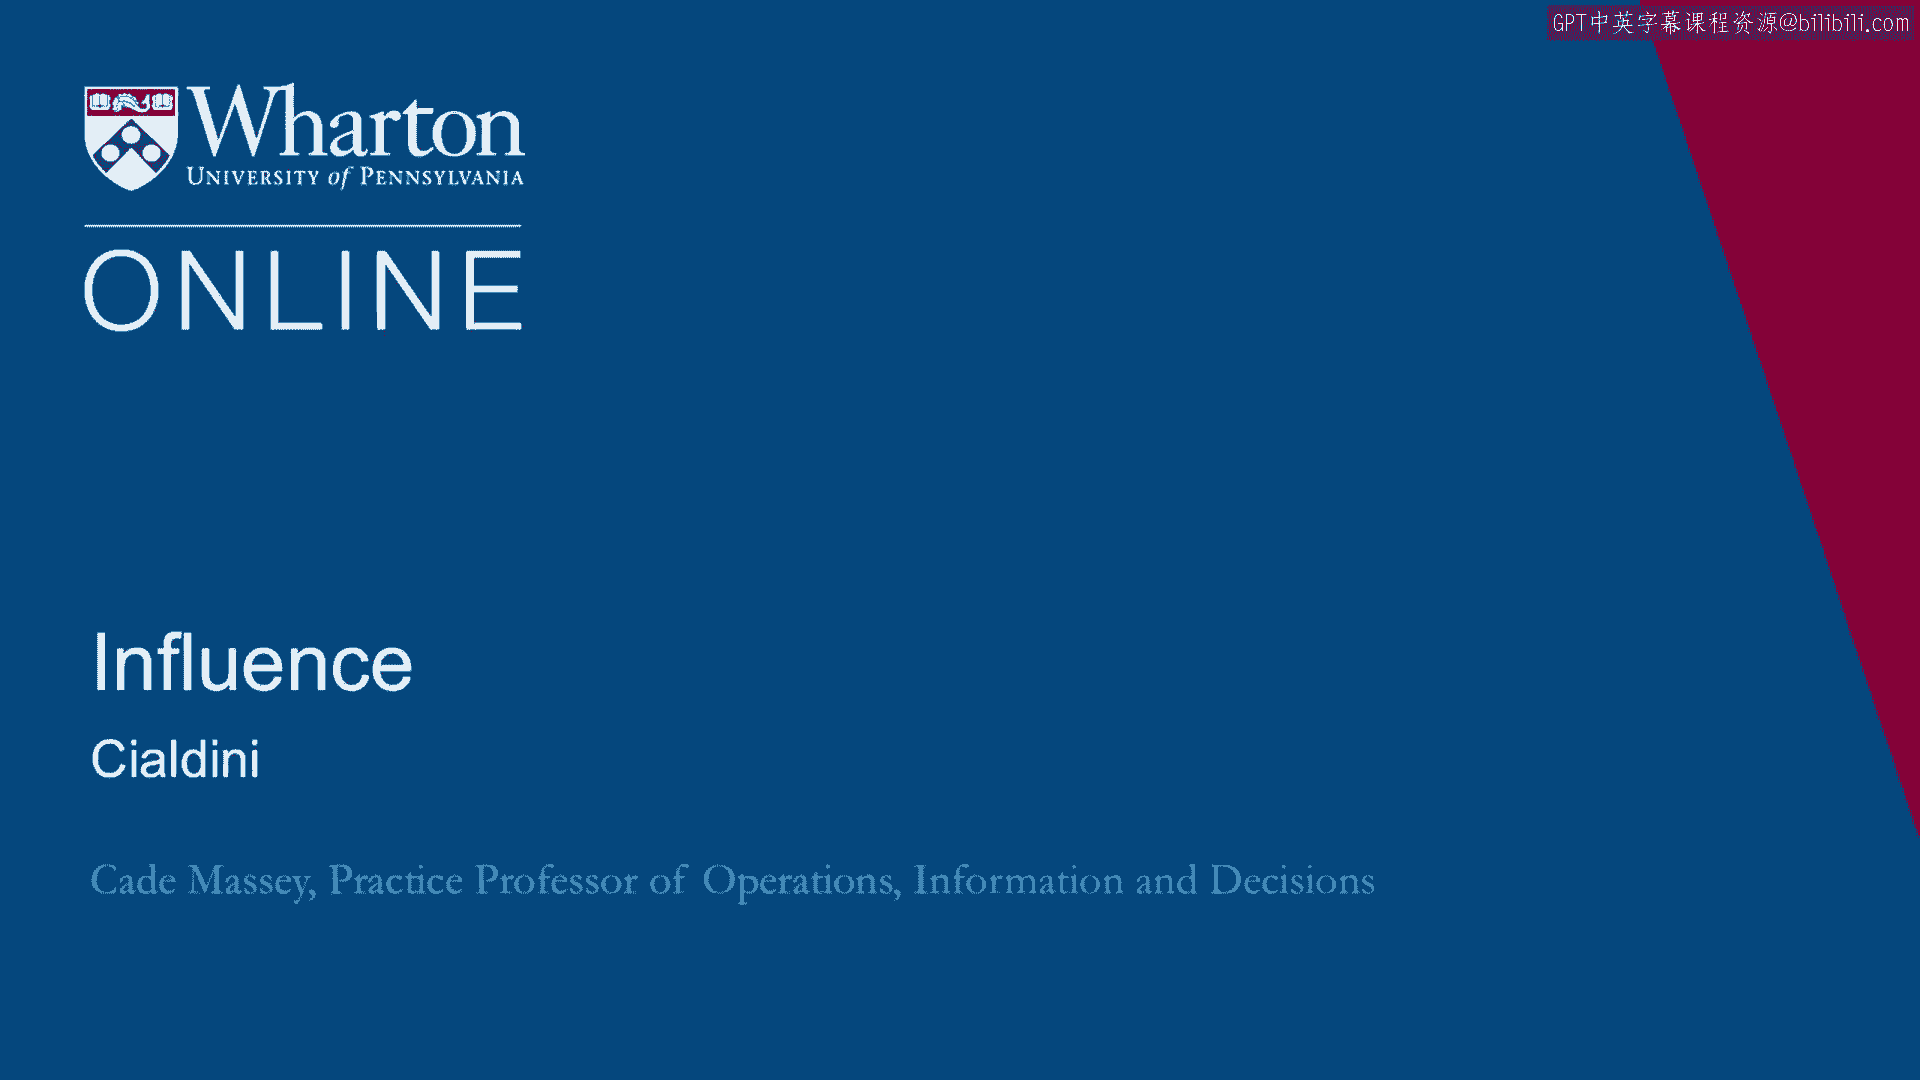 GPT中英字幕课程资源@bilibili.com
Wharton
UNIVERSITY of PENNSYLVANIA
ONLINE
Influence
Cialdini
Cade Massey, Practice Professor of Operations, Information and Decisions